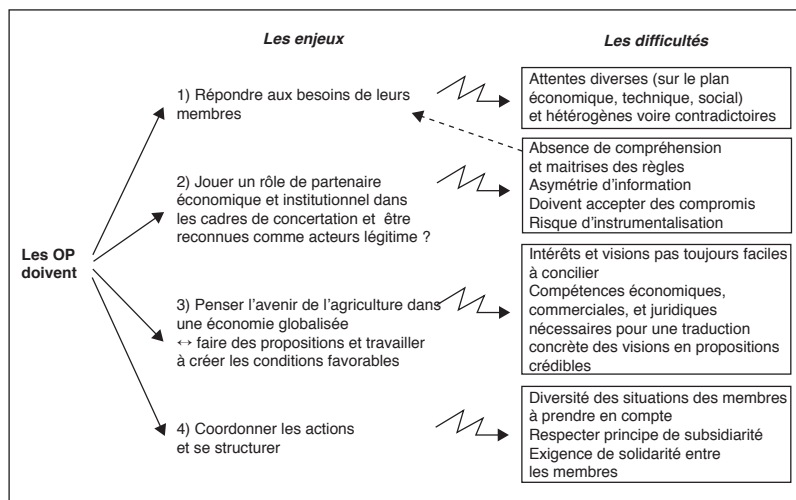 Les enjeux
Les difficultés
Les OP
doivent
1) Répondre aux besoins de leurs
membres
Attentes diverses (sur le plan
économique, technique, social)
et hétérogènes voire contradictoires
2) Jouer un rôle de partenaire
économique et institutionnel dans
les cadres de concertation et être
reconnues comme acteurs légitime ?
Absence de compréhension
et maitrises des règles
Asymétrie d’information
Doivent accepter des compromis
Risque d’instrumentalisation
3) Penser l’avenir de l’agriculture dans
une économie globalisée
↔ faire des propositions et travailler
à créer les conditions favorables
Intérêts et visions pas toujours faciles
à concilier
Compétences économiques,
commerciales, et juridiques
nécessaires pour une traduction
concrète des visions en propositions
crédibles
4) Coordonner les actions
et se structurer
Diversité des situations des membres
à prendre en compte
Respecter principe de subsidiarité
Exigence de solidarité entre
les membres